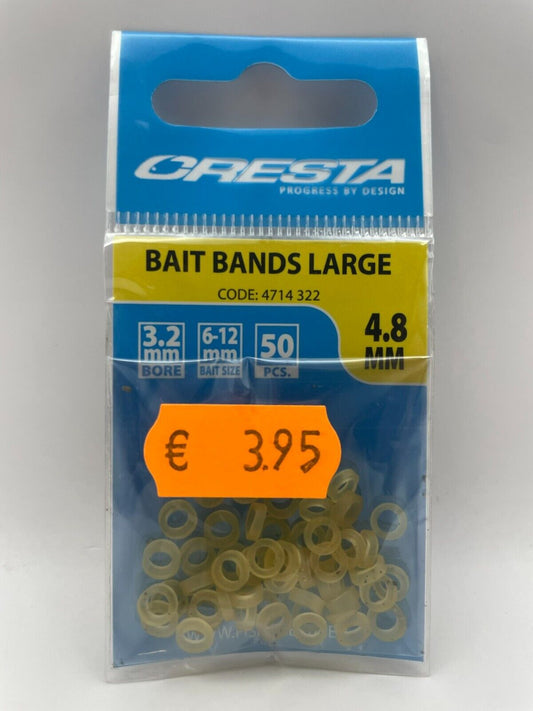 CRESTA
PROGRESS BY DESIGN
BAIT BANDS LARGE
CODE: 4714 322
3.2 mm BORE
6-12 mm BAIT SIZE
50 PCS.
4.8 MM
€ 3.95